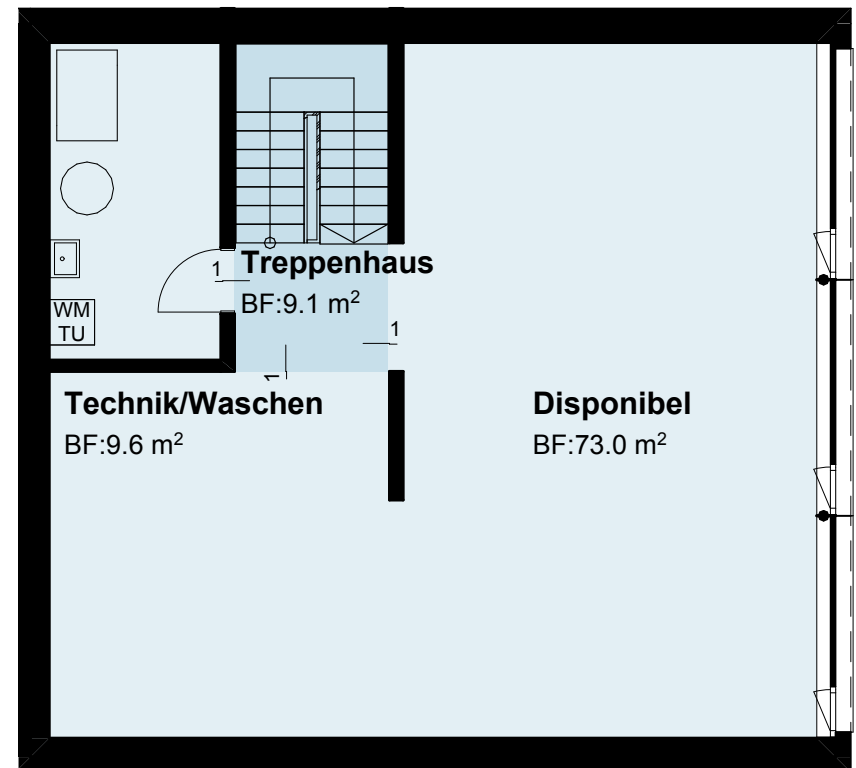 1
Treppenhaus
BF:9.1 m²
WM
TU
1
1
Technik/Waschen
BF:9.6 m²
Disponibel
BF:73.0 m²